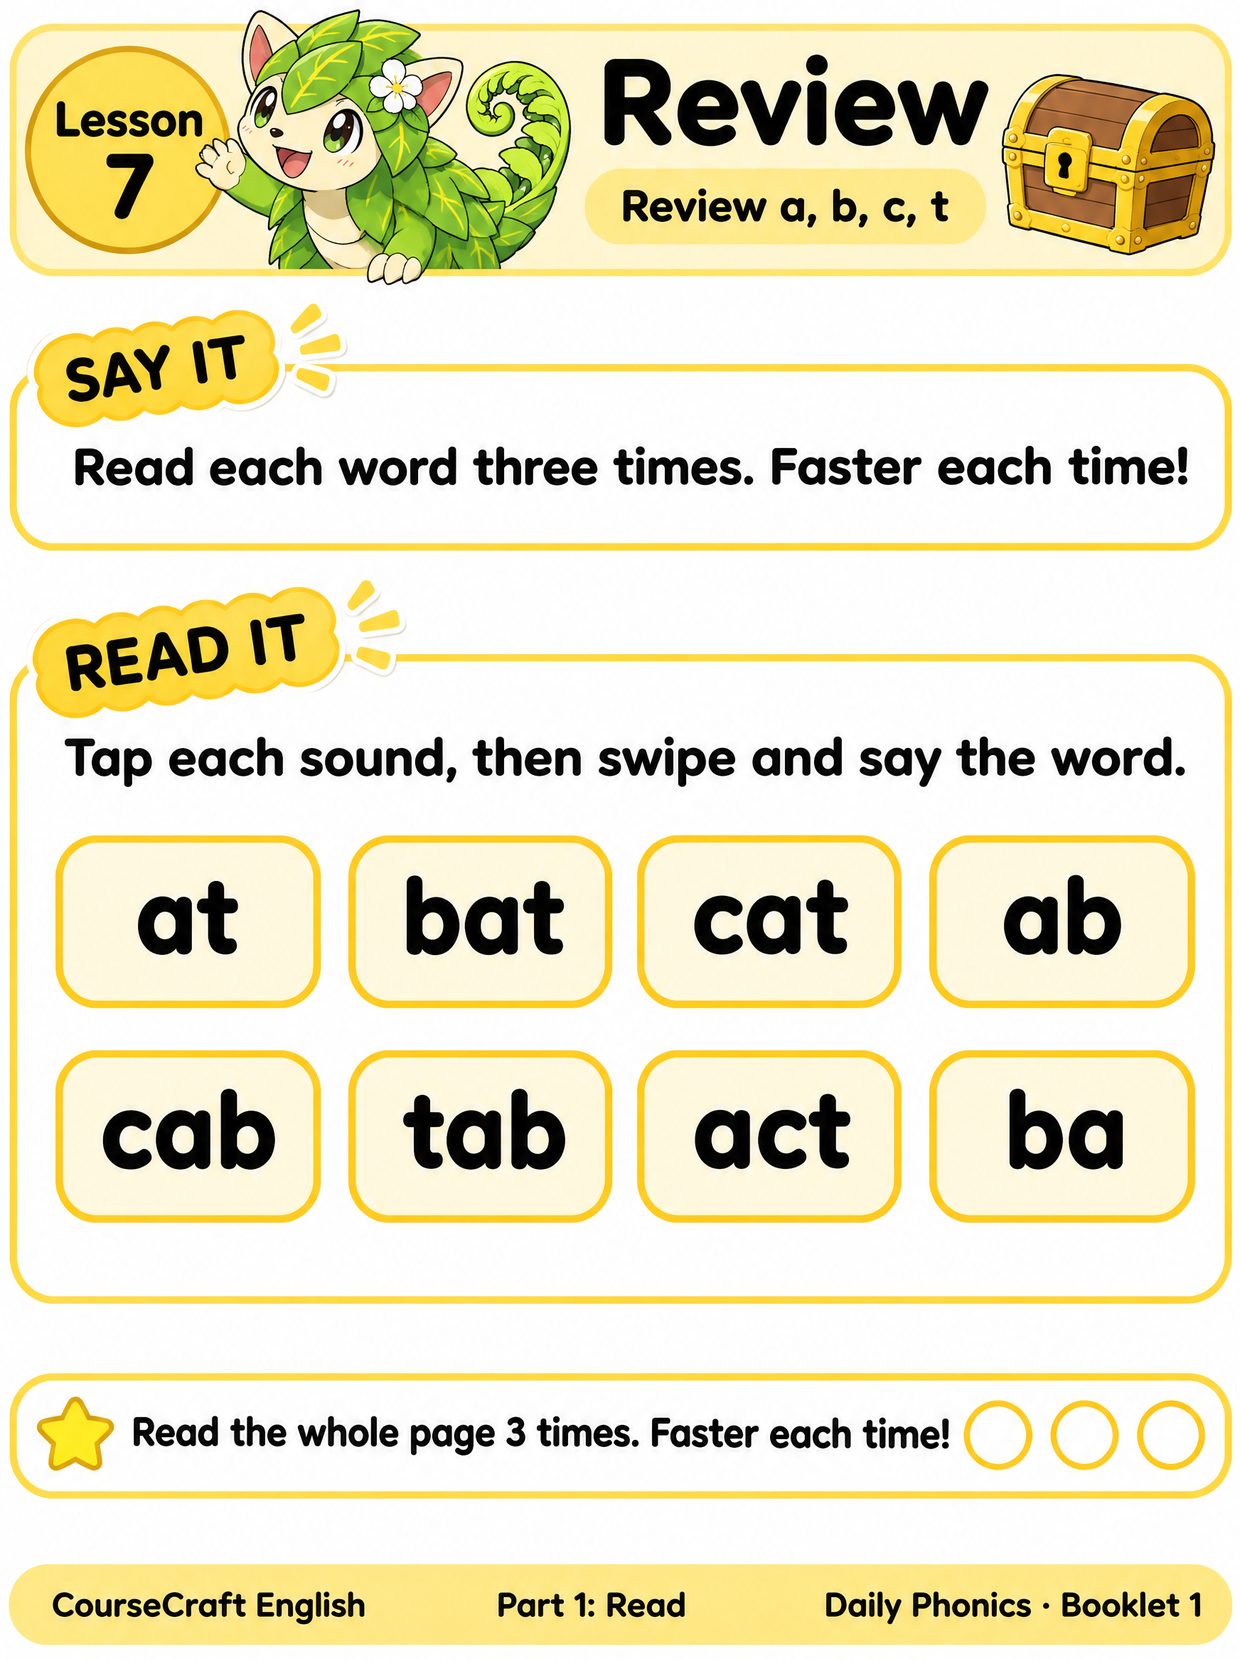 Lesson
7
Review
Review a, b, c, t
SAY IT
Read each word three times. Faster each time!
READ IT
Tap each sound, then swipe and say the word.
at bat cat ab
cab tab act ba
Read the whole page 3 times. Faster each time!
CourseCraft English Part 1: Read Daily Phonics · Booklet 1